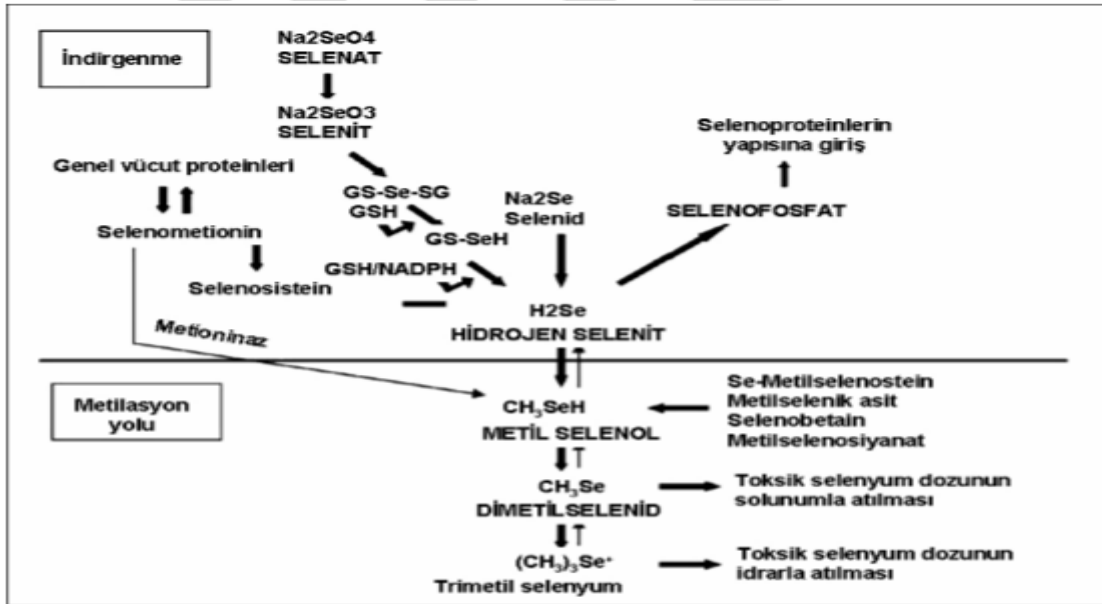 İndirgenme
Na2SeO4
SELENAT
Na2SeO3
SELENİT
Genel vücut proteinleri
Selenometionin
Selenosistein
GS-Se-SG
GSH
GS-SeH
GSH/NADPH
Na2Se
Selenid
Selenoproteinlerin
yapısına giriş
SELENOFOSFAT
H2Se
HİDROJEN SELENİT
Metioninaz
Metilasyon
yolu
CH₃SeH
METİL SELENOL
Se-Metilselenostein
Metilselenik asit
Selenobetain
Metilselenosiyanat
CH₃Se
DİMETİLSELENİD
Toksik selenyum dozunun
solunumla atılması
(CH₃)₃Se⁺
Trimetil selenyum
Toksik selenyum dozunun
idrarla atılması